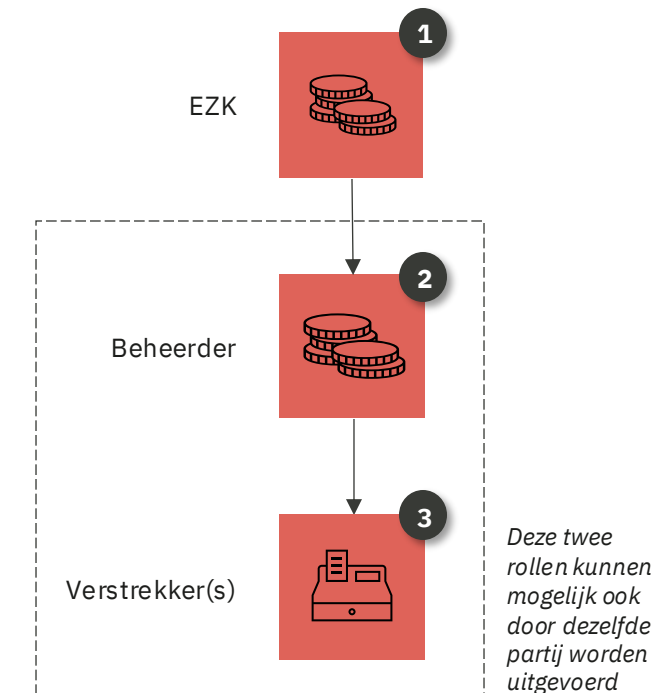 1
EZK
2
Beheerder
3
Verstrekker(s)
Deze twee
rollen kunnen
mogelijk ook
door dezelfde
partij worden
uitgevoerd